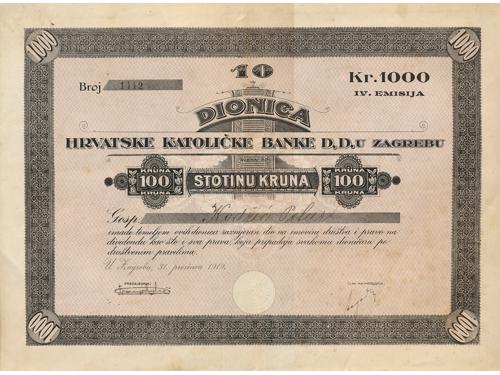 1000
1000
10
Broj 1112
Kr. 1000
IV. EMISIJA
DIONICA
HRVATSKE KATOLIČKE BANKE D,D,U ZAGREBU
KRUNA
100
KRUNA
STOTINU KRUNA
KRUNA
100
KRUNA
Gosp.
imade temeljem ovih dionica razmjeran dio na imovini društva i pravo na
dividendu kao što i sva prava, koja pripadaju svakomu dioničaru po
društvenim pravilima.
U Zagrebu, 31. prosinca 1919.
1000
1000